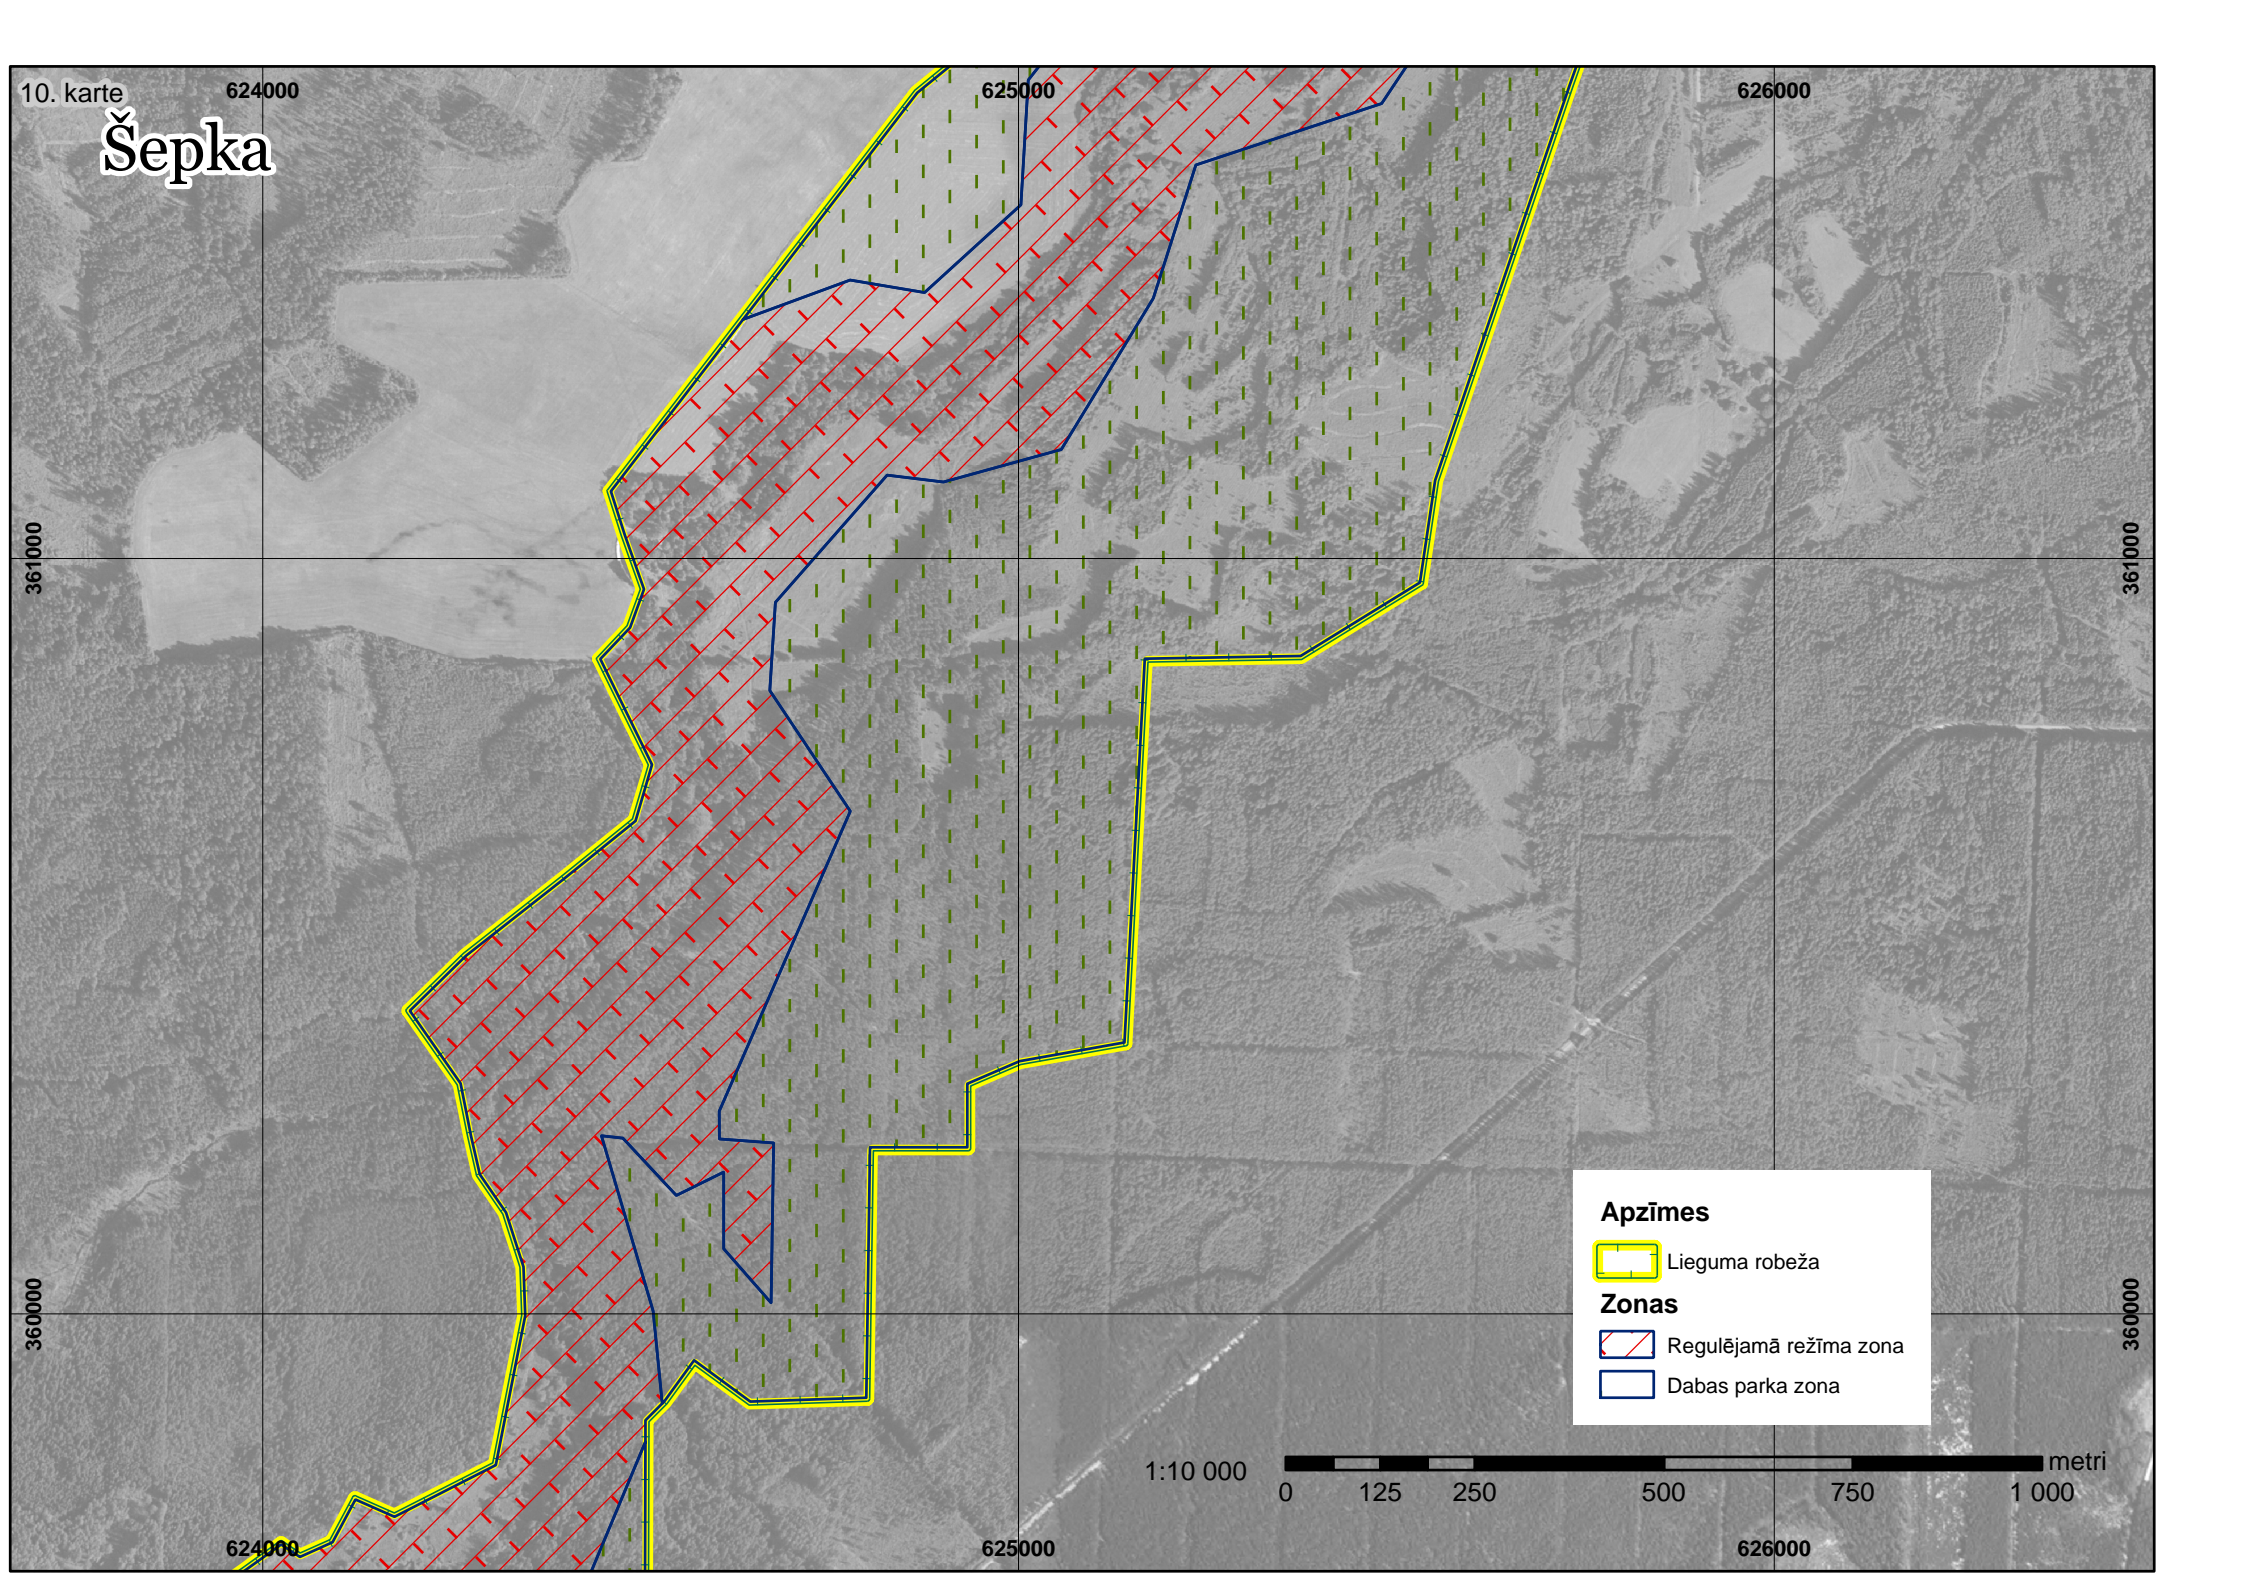 10. karte
624000
625000
626000
Šepka
361000
361000
360000
360000
Apzīmes
Lieguma robeža
Zonas
Regulējamā režīma zona
Dabas parka zona
1:10 000
metri
0 125 250 500 750 1 000
624000
625000
626000